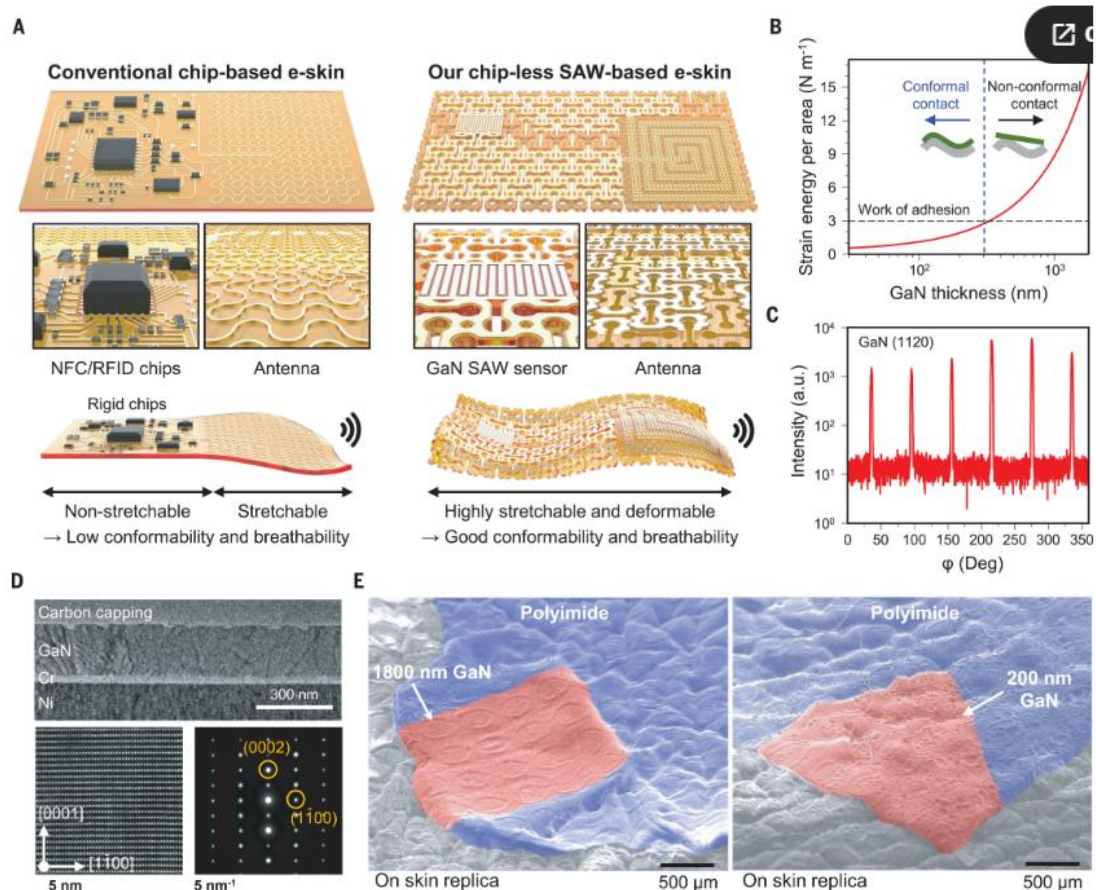 A
Conventional chip-based e-skin
Our chip-less SAW-based e-skin
NFC/RFID chips
Antenna
GaN SAW sensor
Antenna
Rigid chips
Non-stretchable
Stretchable
→ Low conformability and breathability
Highly stretchable and deformable
→ Good conformability and breathability
B
Strain energy per area (N m⁻¹)
15
12
9
6
3
0
Conformal
contact
Non-conformal
contact
Work of adhesion
10²
10³
GaN thickness (nm)
C
Intensity (a.u.)
10⁴
10³
10²
10¹
10⁰
GaN (1120)
0 50 100 150 200 250 300 350
φ (Deg)
D
Carbon capping
GaN
Cr
Ni
300 nm
[0001]
[11̄00]
5 nm
(0002)
(11̄00)
5 nm⁻¹
E
Polyimide
1800 nm GaN
On skin replica
500 µm
Polyimide
200 nm
GaN
On skin replica
500 µm